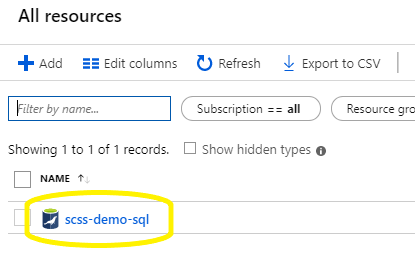 All resources
Add Edit columns Refresh Export to CSV
Filter by name... Subscription == all Resource gro
Showing 1 to 1 of 1 records. Show hidden types
NAME
scss-demo-sql